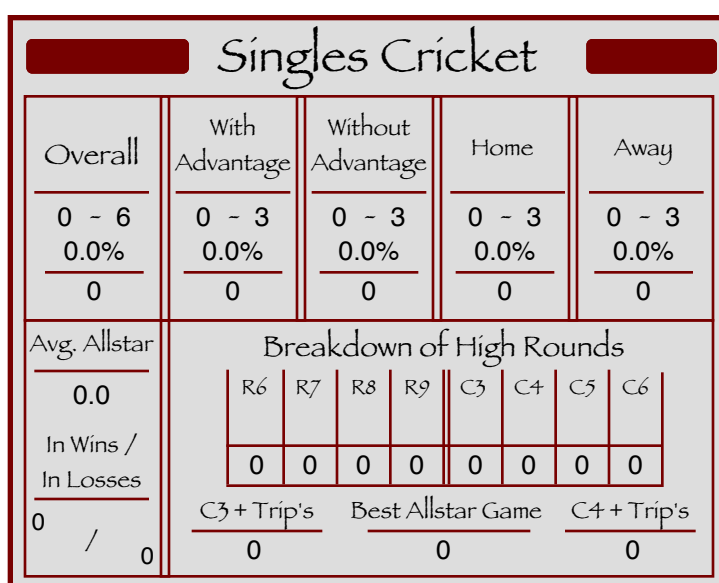 Singles Cricket
Overall
0 ~ 6
0.0%
0
With
Advantage
0 ~ 3
0.0%
0
Without
Advantage
0 ~ 3
0.0%
0
Home
0 ~ 3
0.0%
0
Away
0 ~ 3
0.0%
0
Avg. Allstar
0.0
In Wins /
In Losses
0 / 0
Breakdown of High Rounds
R6 R7 R8 R9 C3 C4 C5 C6
0 0 0 0 0 0 0 0
C3 + Trip's Best Allstar Game C4 + Trip's
0 0 0